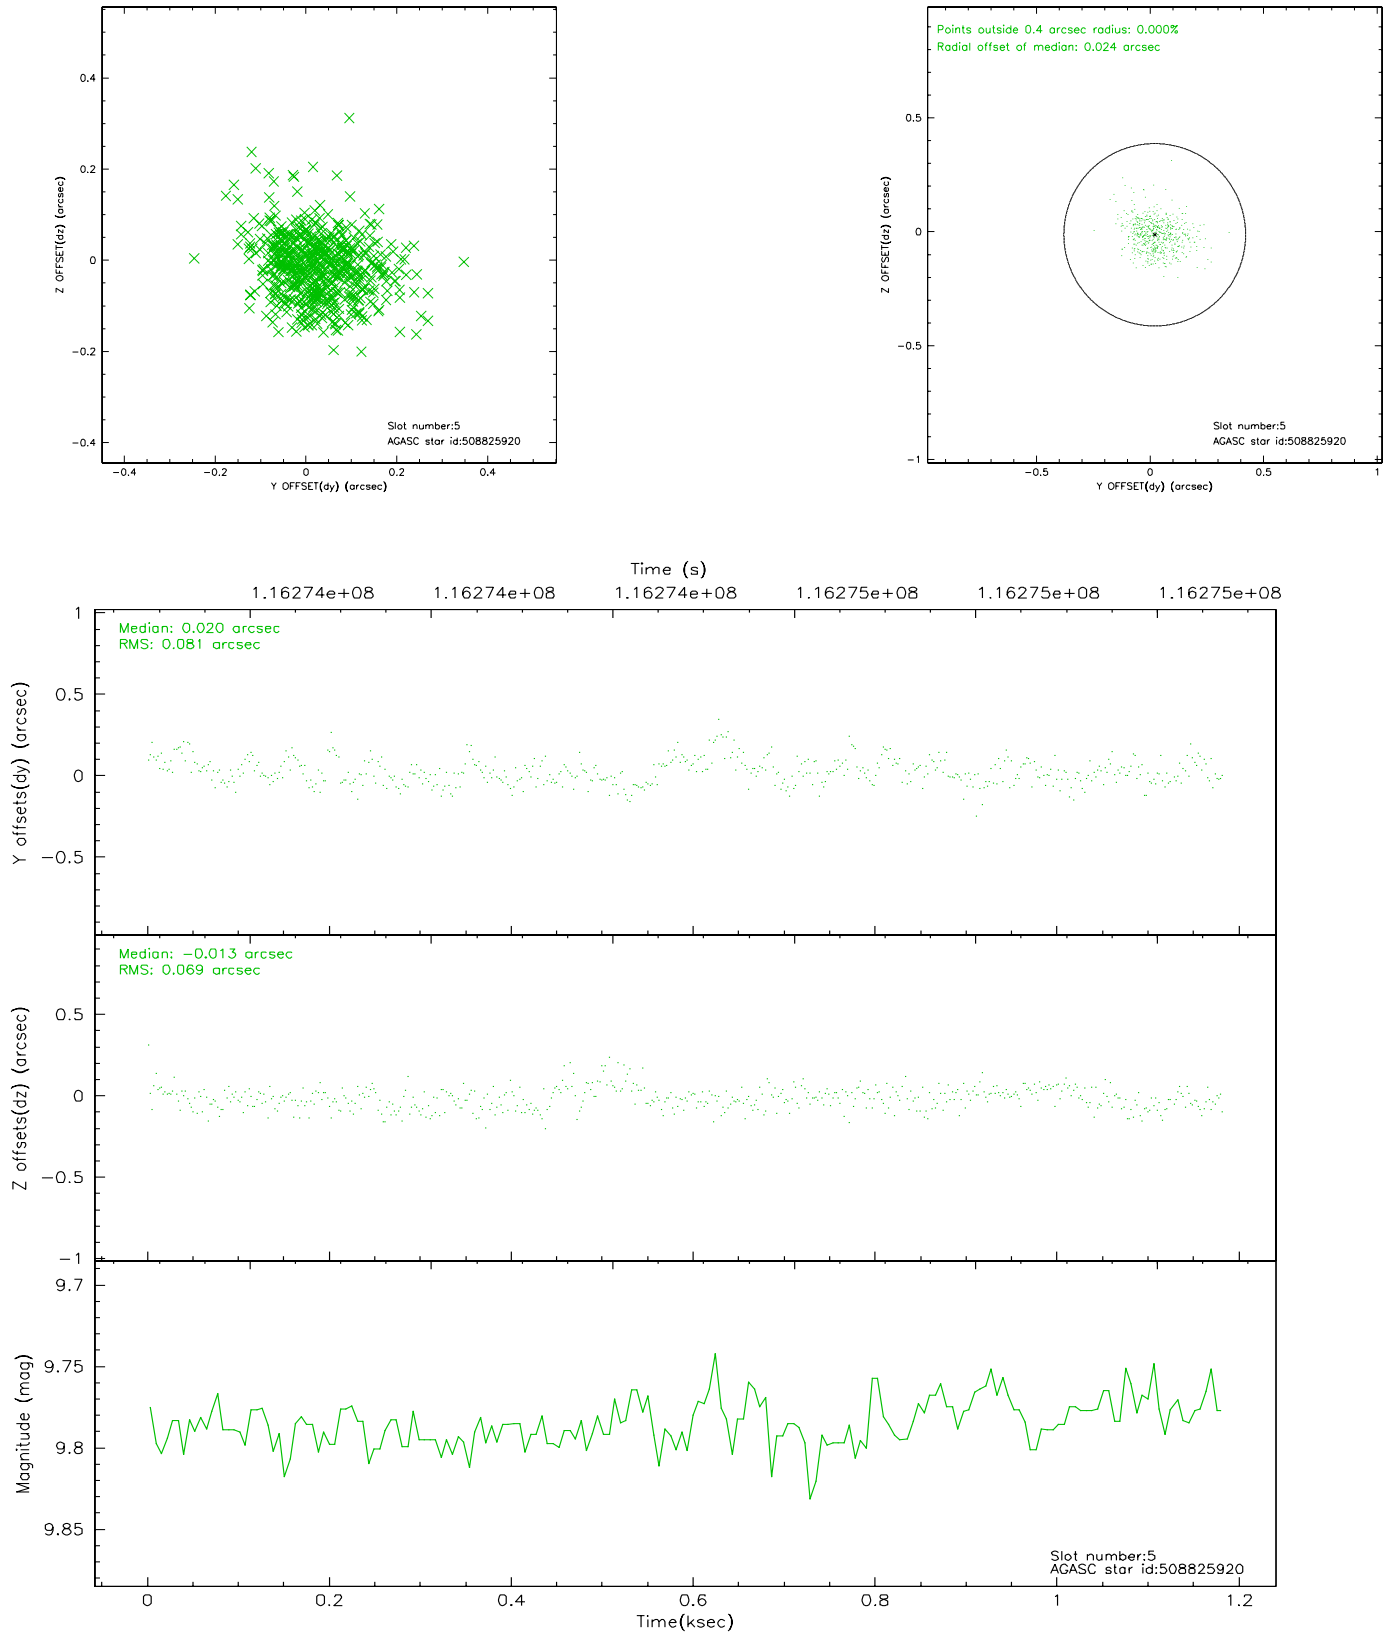 0.4
0.2
0
−0.2
−0.4
Z OFFSET(dz) (arcsec)
Slot number:5
AGASC star id:508825920
−0.4 −0.2 0 0.2 0.4
Y OFFSET(dy) (arcsec)
Points outside 0.4 arcsec radius: 0.000%
Radial offset of median: 0.024 arcsec
0.5
0
−0.5
−1
Z OFFSET(dz) (arcsec)
Slot number:5
AGASC star id:508825920
−0.5 0 0.5 1
Y OFFSET(dy) (arcsec)
Time (s)
1.16274e+08 1.16274e+08 1.16274e+08 1.16275e+08 1.16275e+08 1.16275e+08
Median: 0.020 arcsec
RMS: 0.081 arcsec
1
0.5
0
−0.5
Y offsets(dy) (arcsec)
Median: −0.013 arcsec
RMS: 0.069 arcsec
0.5
0
−0.5
−1
Z offsets(dz) (arcsec)
9.7
9.75
9.8
9.85
Magnitude (mag)
Slot number:5
AGASC star id:508825920
0 0.2 0.4 0.6 0.8 1 1.2
Time(ksec)